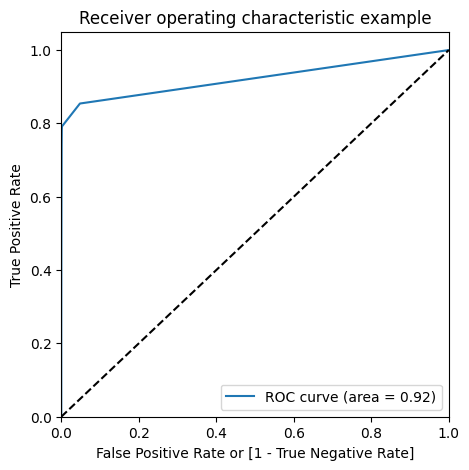 Receiver operating characteristic example
1.0
0.8
0.6
0.4
0.2
0.0
True Positive Rate
ROC curve (area = 0.92)
0.0 0.2 0.4 0.6 0.8 1.0
False Positive Rate or [1 - True Negative Rate]